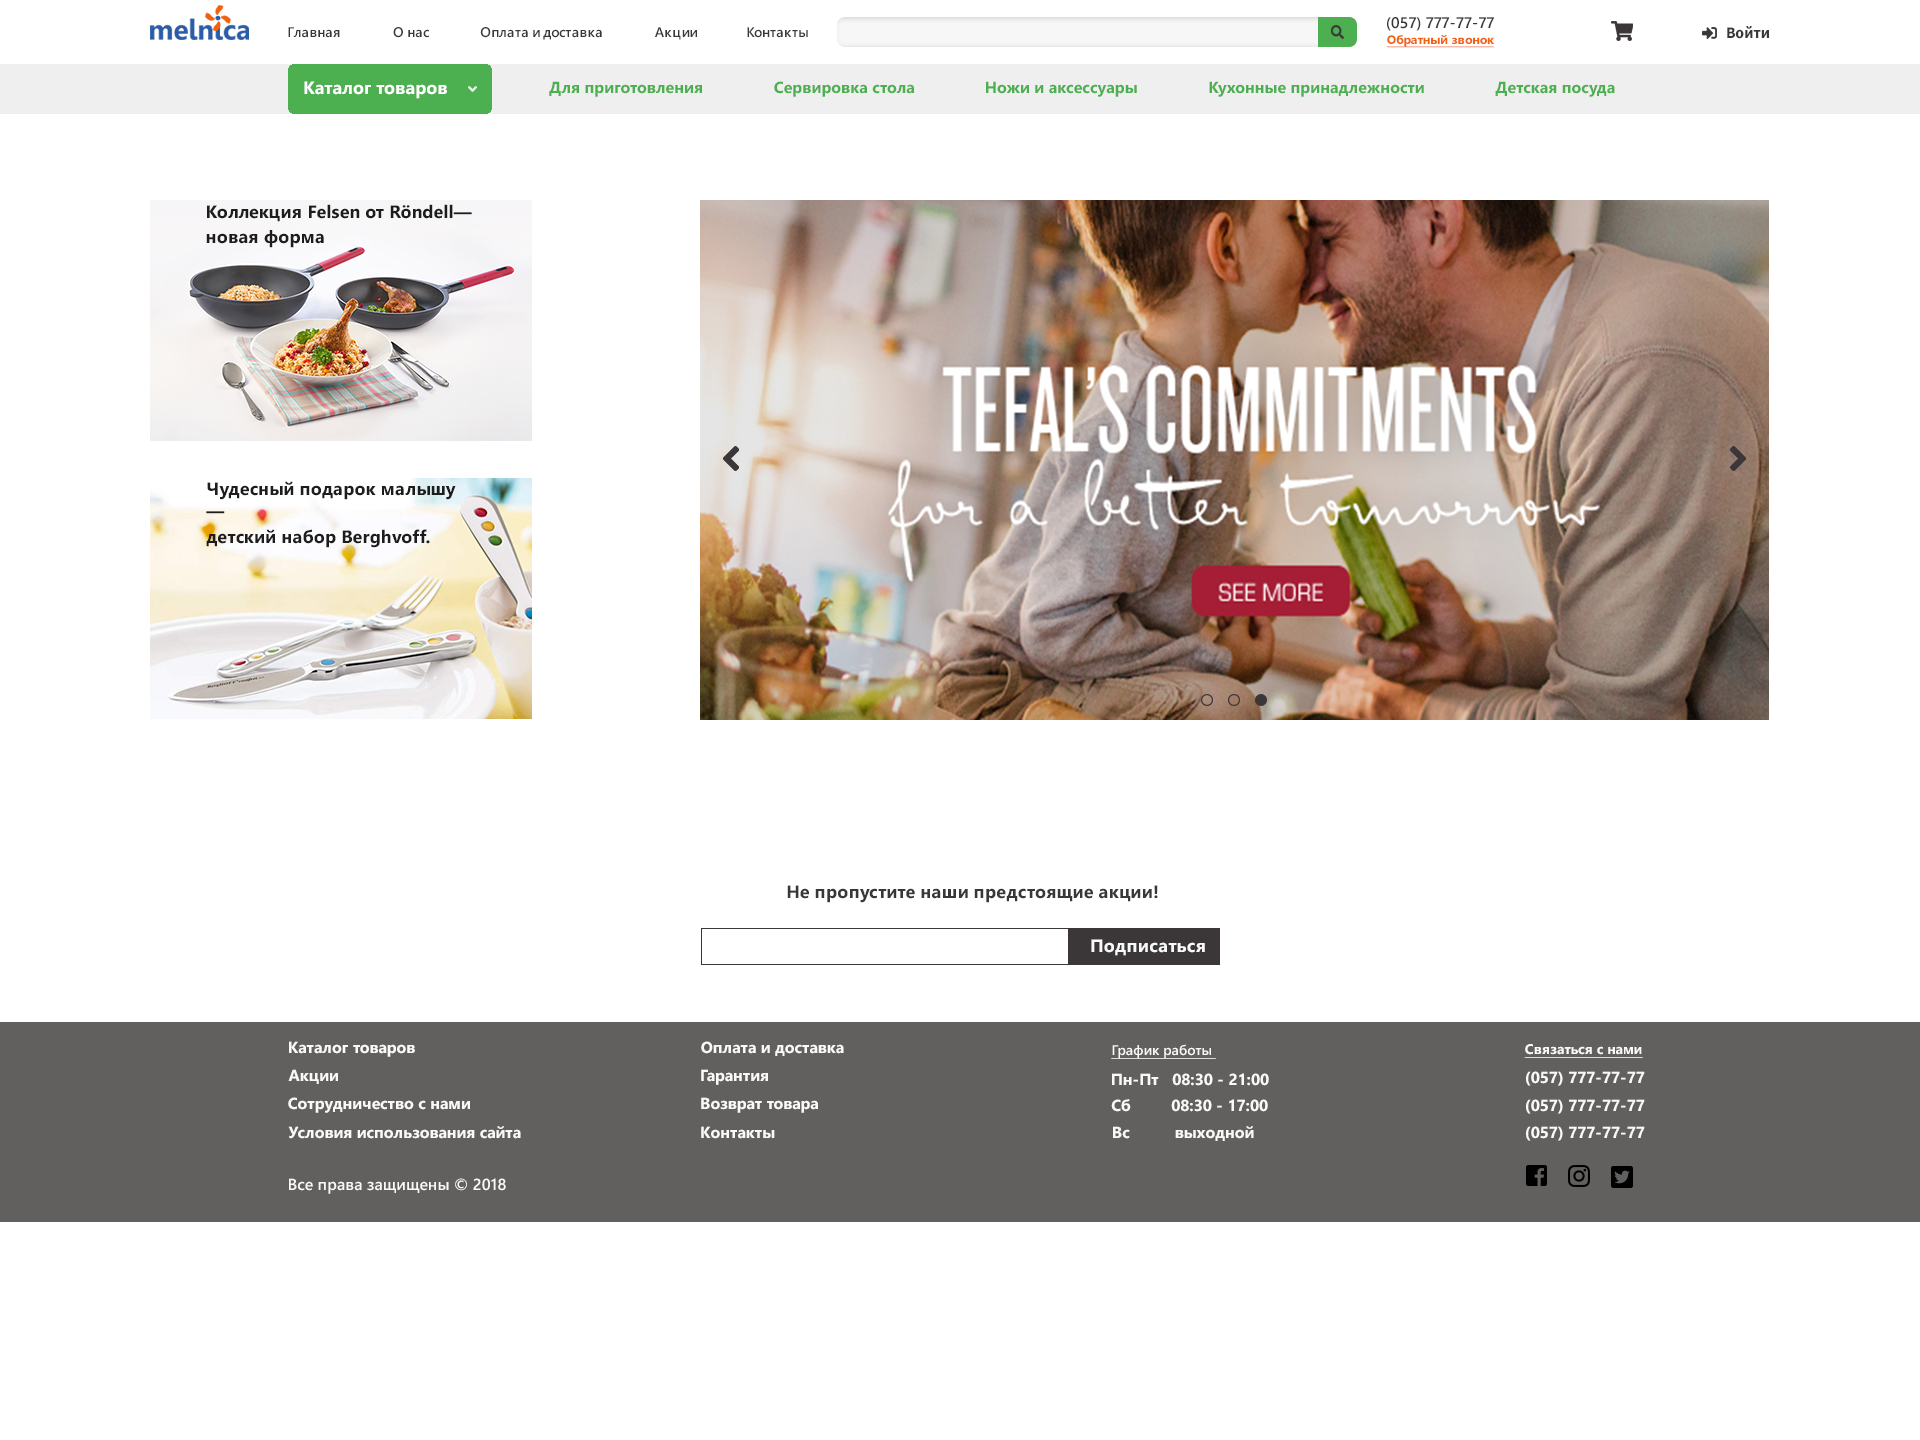 melnica
Главная
О нас
Оплата и доставка
Акции
Контакты
(057) 777-77-77
Обратный звонок
Войти
Каталог товаров
Для приготовления
Сервировка стола
Ножи и аксессуары
Кухонные принадлежности
Детская посуда
Коллекция Felsen от Röndell—
новая форма
Чудесный подарок малышу
—
детский набор Berghvoff.
TEFAL'S COMMITMENTS
for a better tomorrow
SEE MORE
Не пропустите наши предстоящие акции!
Подписаться
Каталог товаров
Акции
Сотрудничество с нами
Условия использования сайта
Все права защищены © 2018
Оплата и доставка
Гарантия
Возврат товара
Контакты
График работы
Пн-Пт 08:30 - 21:00
Сб 08:30 - 17:00
Вс выходной
Связаться с нами
(057) 777-77-77
(057) 777-77-77
(057) 777-77-77